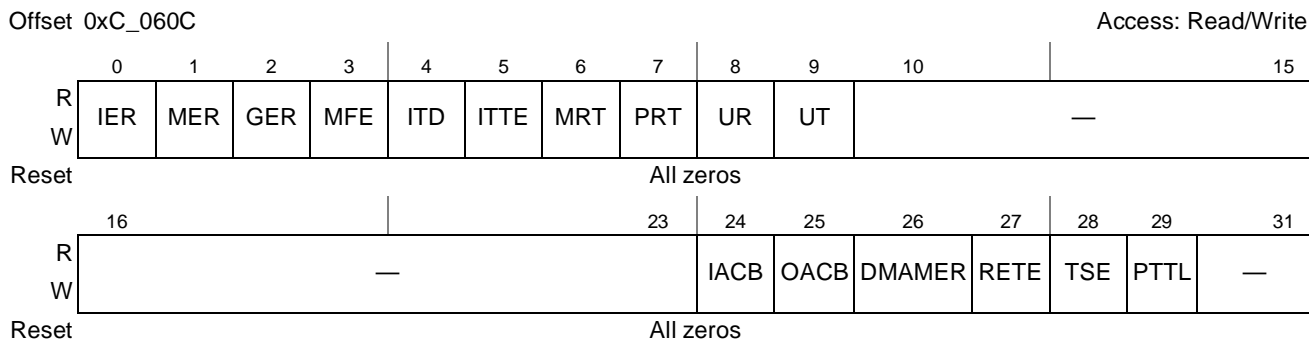 Offset 0xC_060C Access: Read/Write
0 1 2 3 4 5 6 7 8 9 10 15
R
IER MER GER MFE ITD ITTE MRT PRT UR UT —
W
Reset All zeros
16 23 24 25 26 27 28 29 31
R
— IACB OACB DMAMER RETE TSE PTTL —
W
Reset All zeros